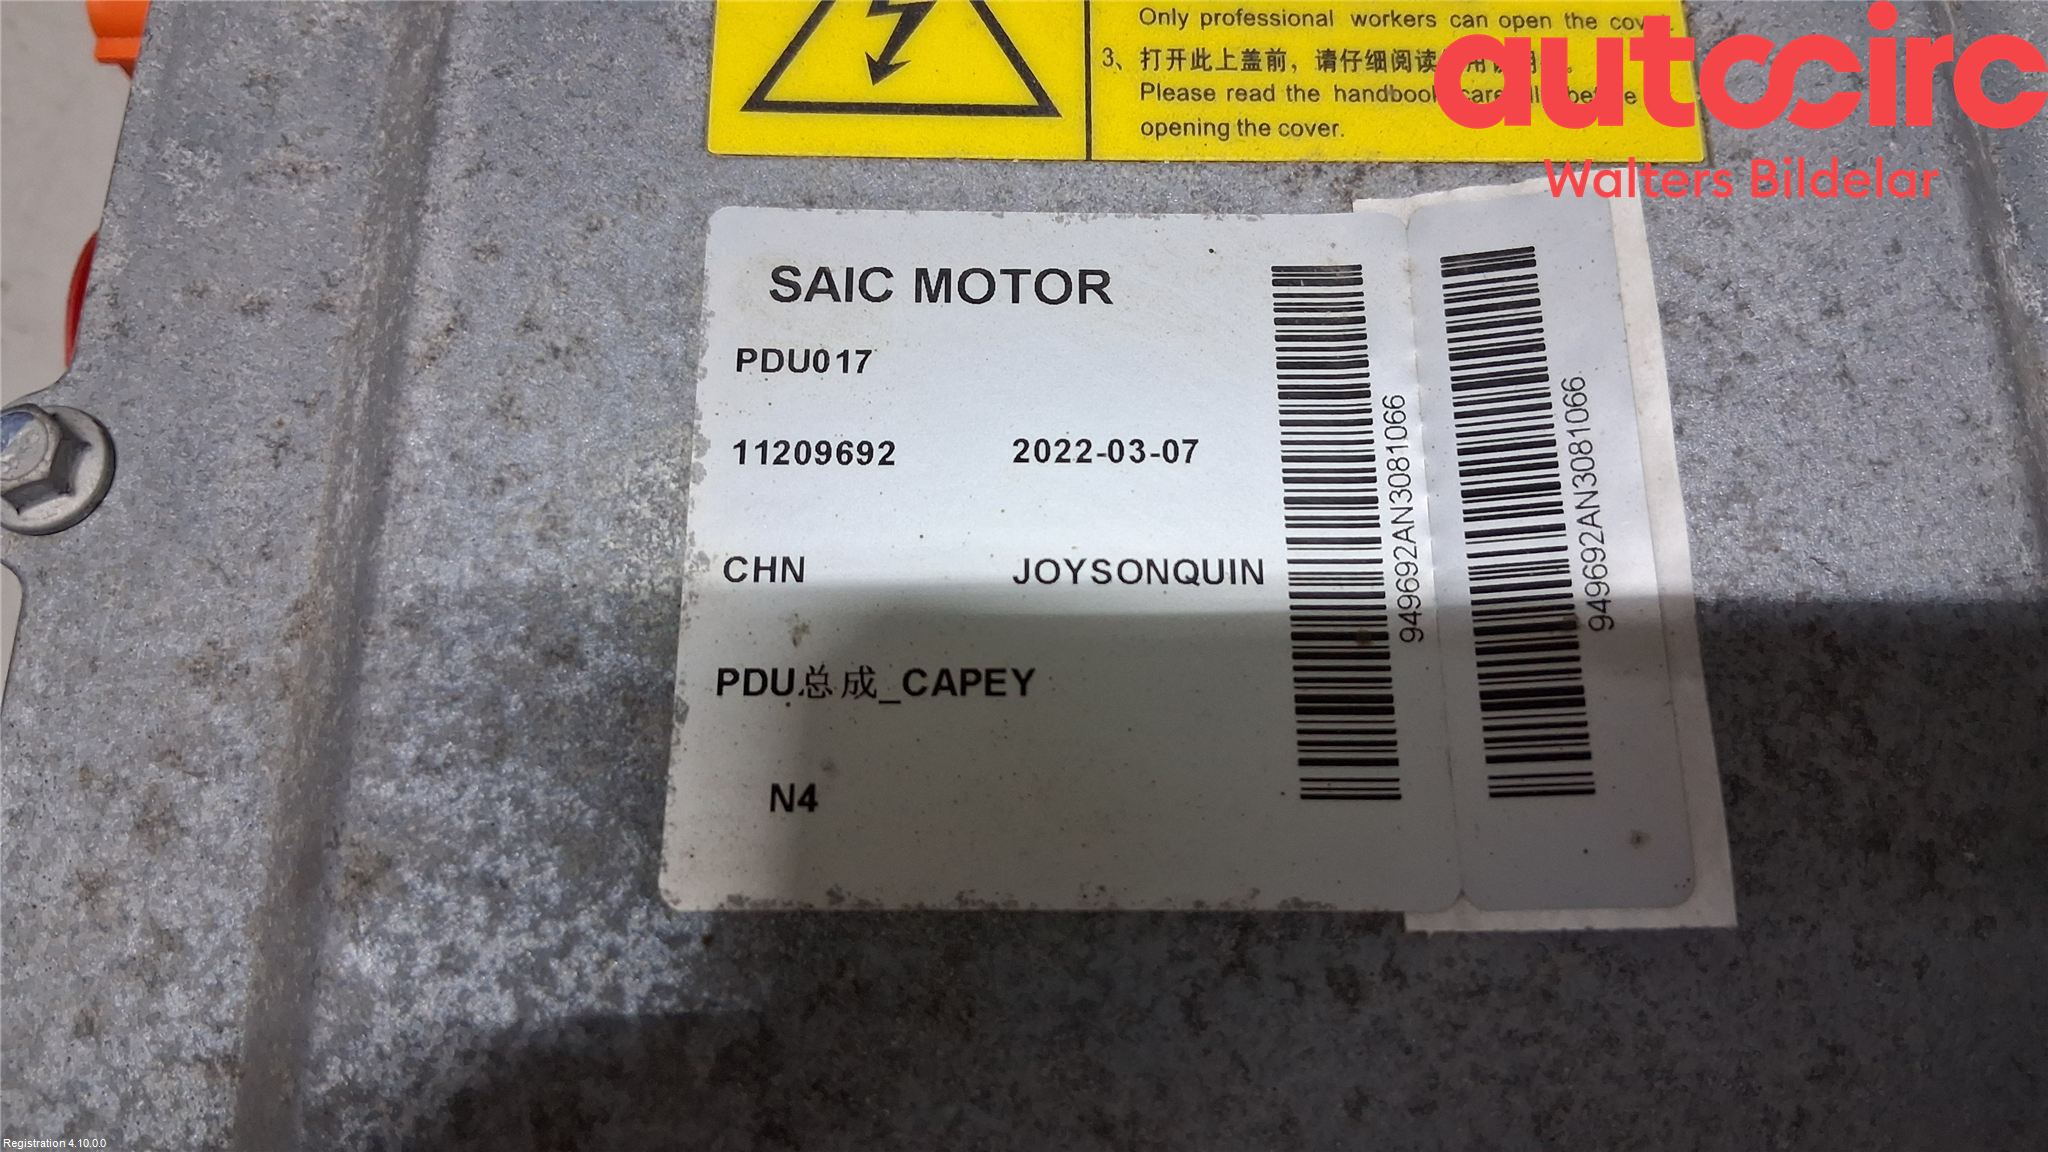 Only professional workers can open the
3、打开此上盖前，请仔细阅读
Please read the handbook
opening the cover.
autocirc
Walters Bildelar
SAIC MOTOR
PDU017
11209692 2022-03-07
CHN JOYSONQUIN
PDU总成_CAPEY
N4
949692AN3081066
949692AN3081066
Registration 4.10.0.0